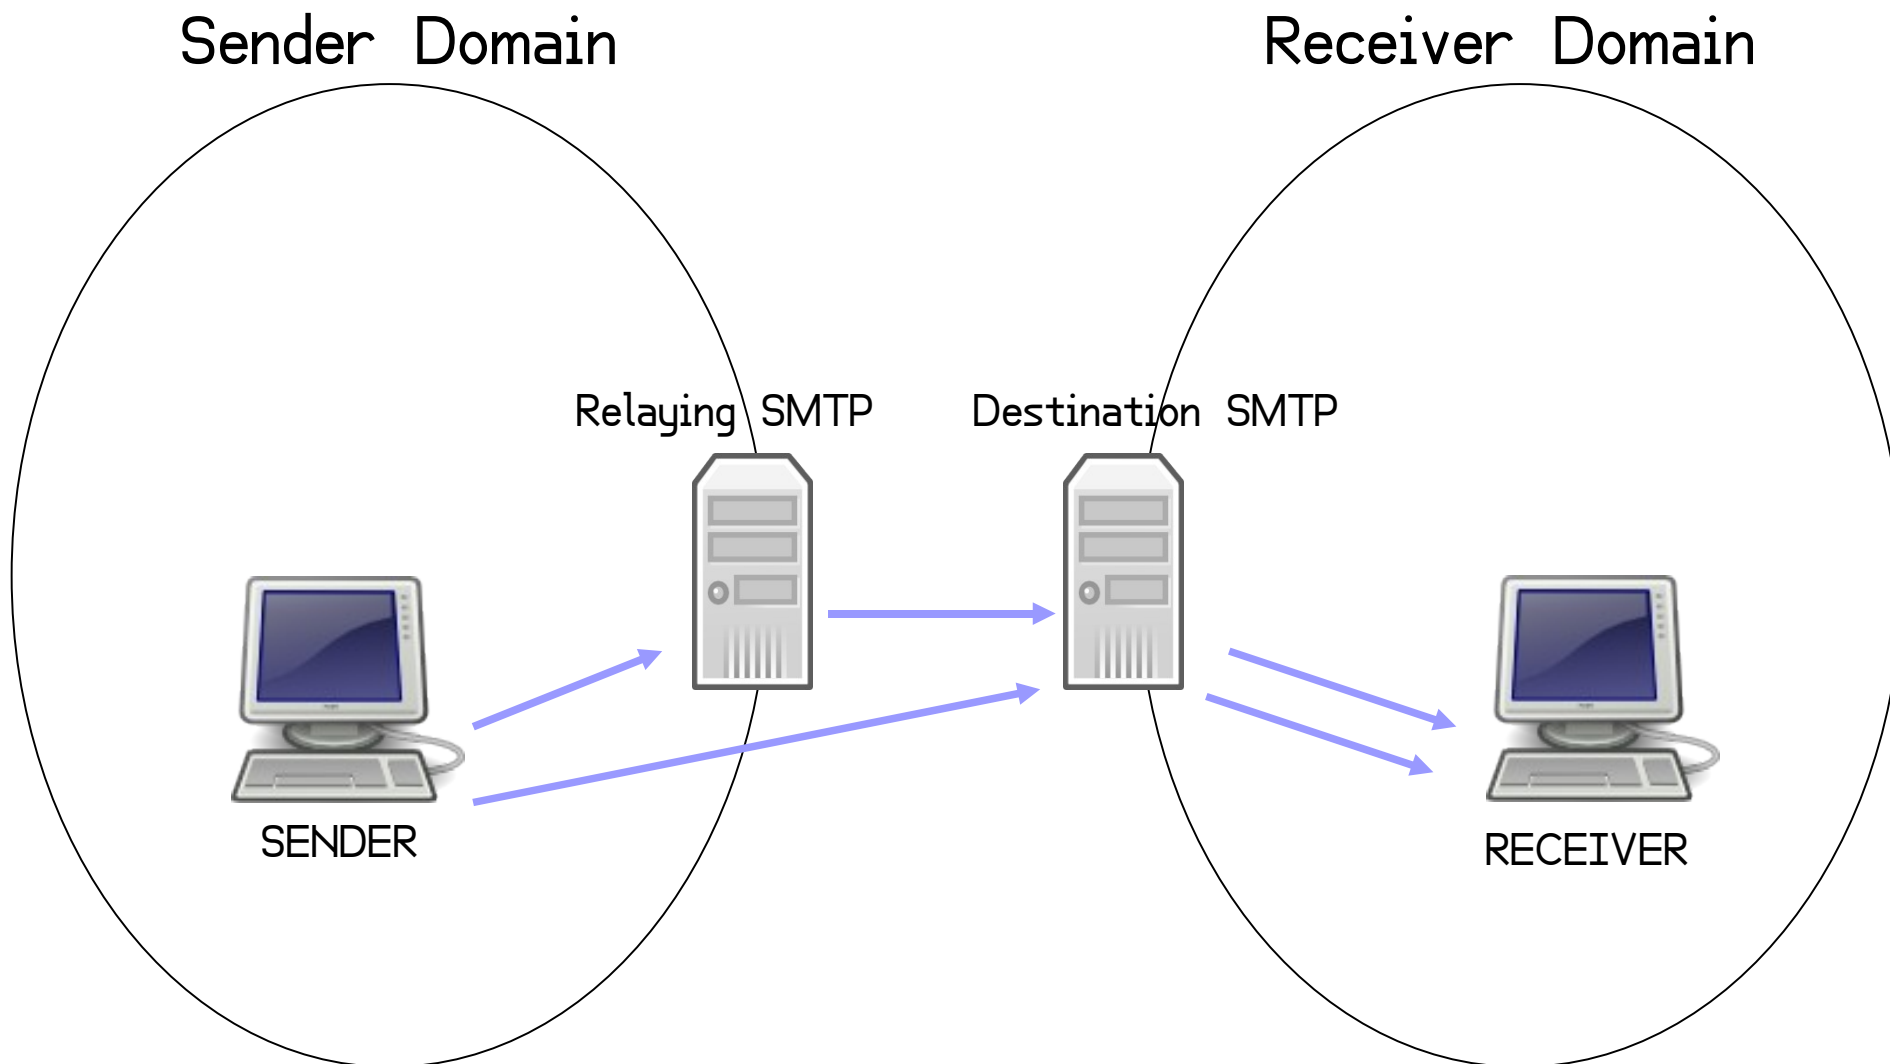 Sender Domain
Receiver Domain
Relaying SMTP
Destination SMTP
SENDER
RECEIVER